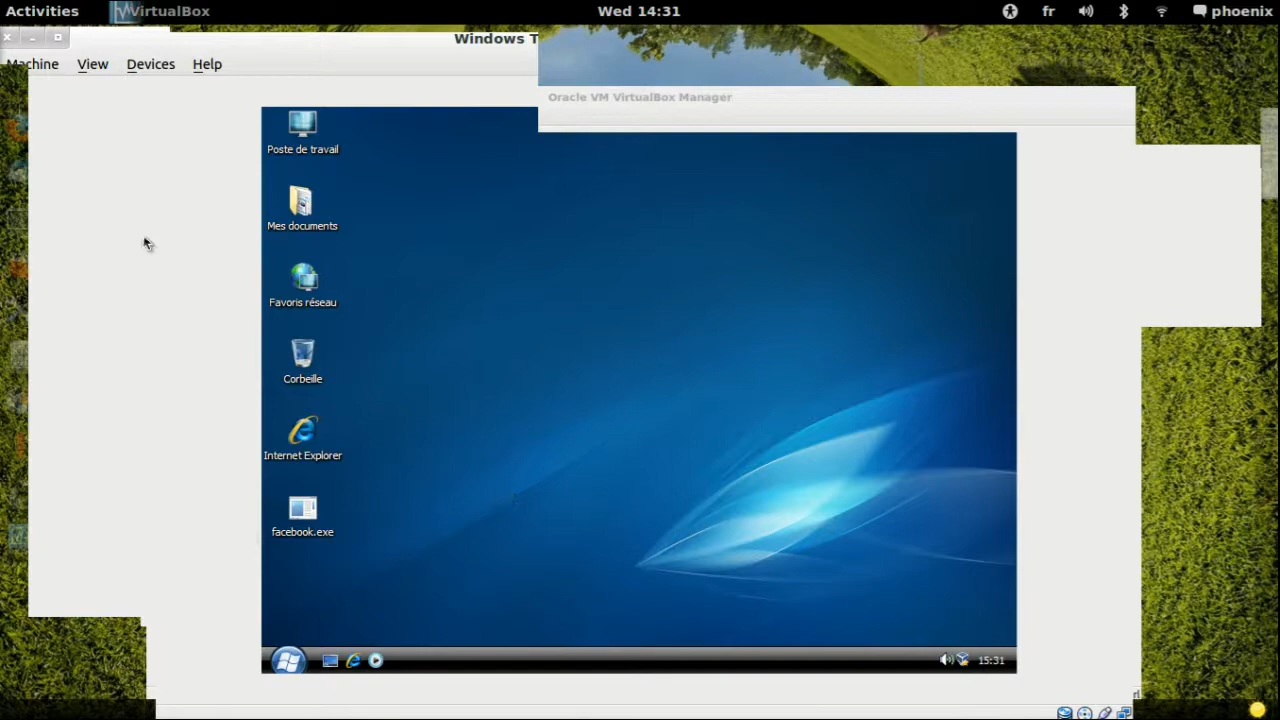 Activities VirtualBox Wed 14:31 fr phoenix
Windows T
Machine View Devices Help
Oracle VM VirtualBox Manager
Poste de travail
Mes documents
Favoris réseau
Corbeille
Internet Explorer
facebook.exe
15:31